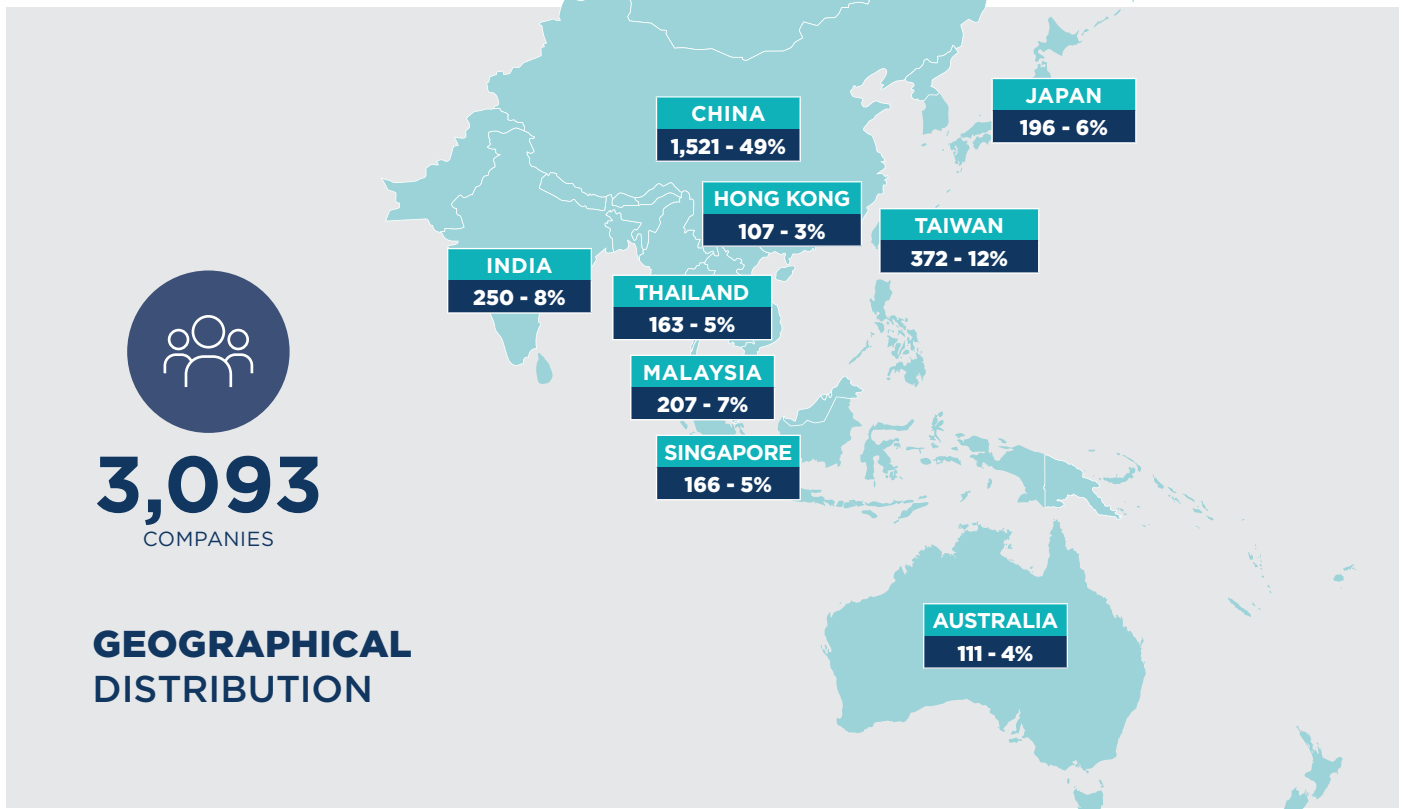 JAPAN
196 - 6%
CHINA
1,521 - 49%
HONG KONG
107 - 3%
TAIWAN
372 - 12%
INDIA
250 - 8%
THAILAND
163 - 5%
MALAYSIA
207 - 7%
SINGAPORE
166 - 5%
3,093
COMPANIES
AUSTRALIA
111 - 4%
GEOGRAPHICAL
DISTRIBUTION